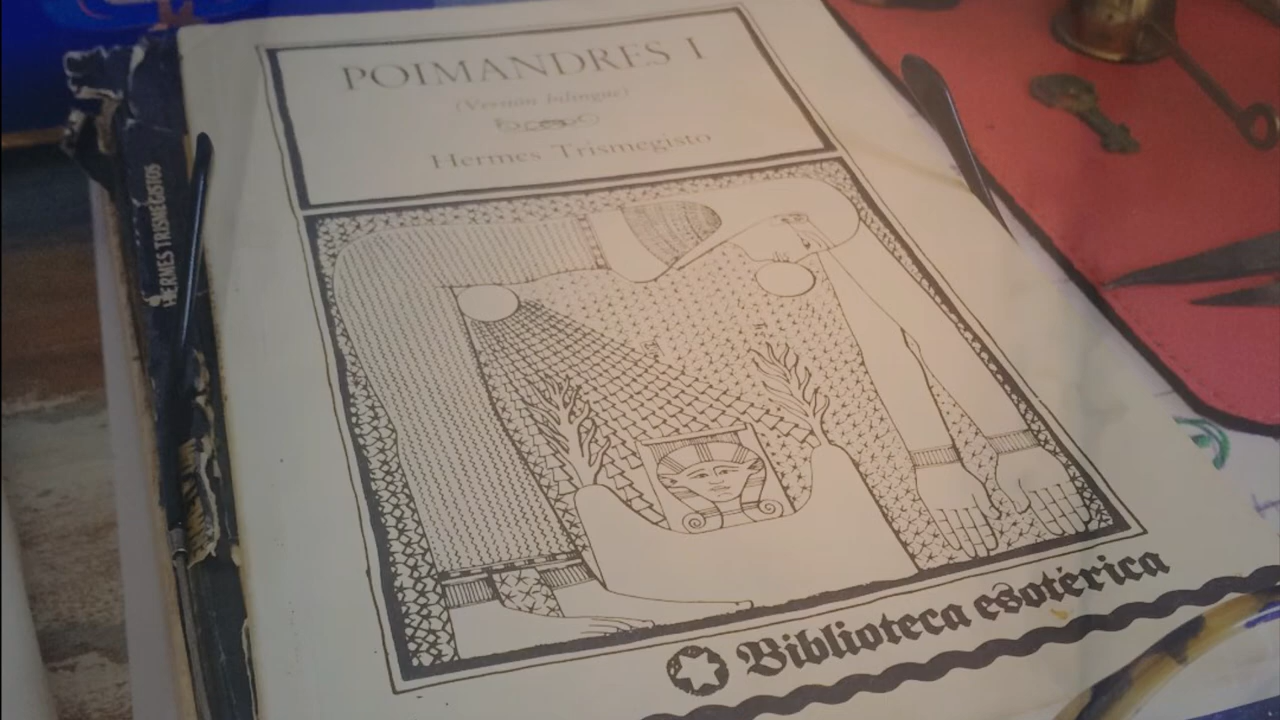 POIMANDRES I
(Versión bilingüe)
Hermes Trismegisto
HERMES TRISMEGISTOS
Biblioteca esotérica